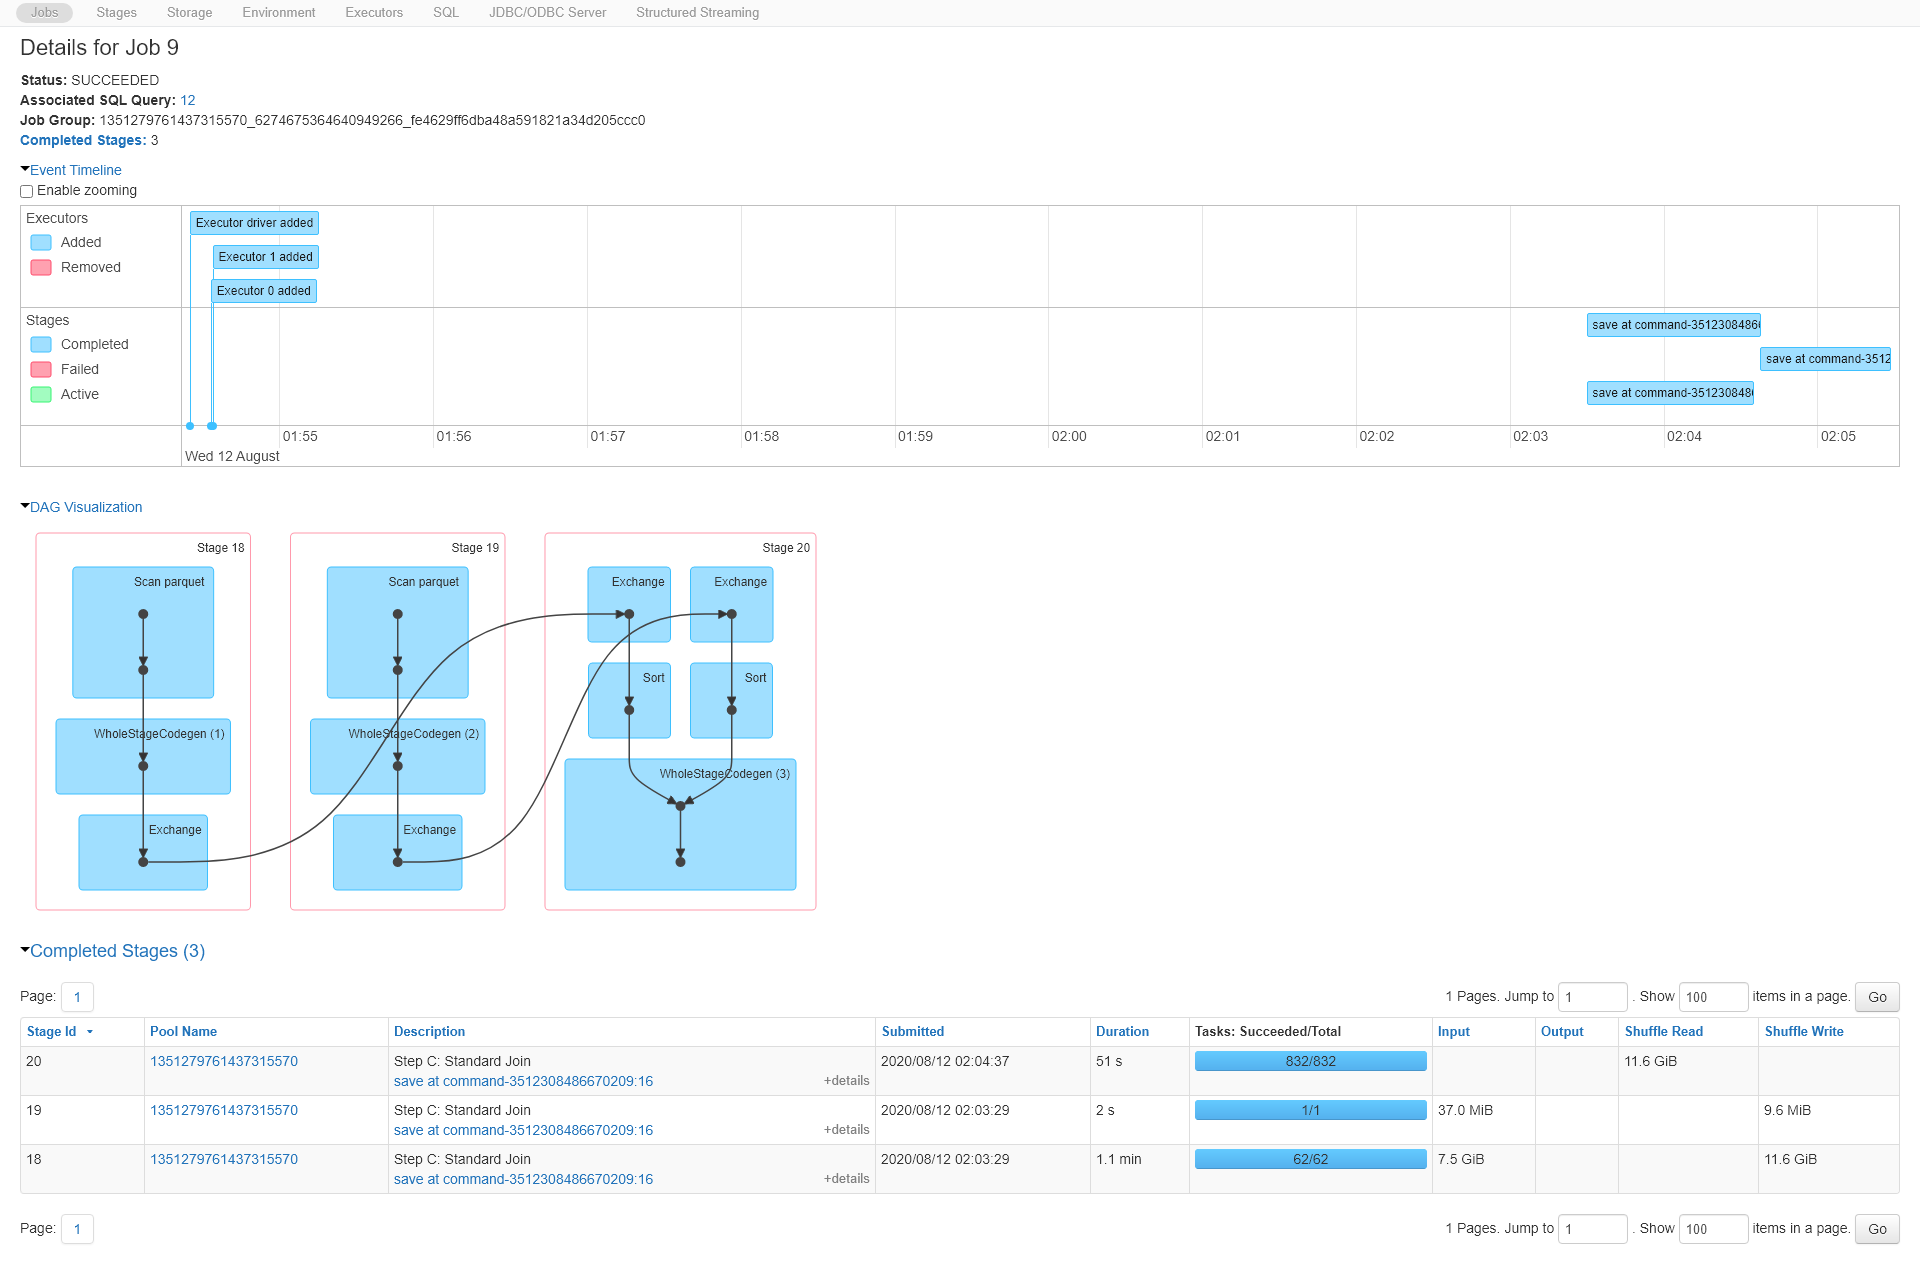 Jobs Stages Storage Environment Executors SQL JDBC/ODBC Server Structured Streaming
Details for Job 9
Status: SUCCEEDED
Associated SQL Query: 12
Job Group: 1351279761437315570_6274675364640949266_fe4629ff6dba48a591821a34d205ccc0
Completed Stages: 3
Event Timeline
Enable zooming
Executors
Added
Removed
Executor driver added
Executor 1 added
Executor 0 added
Stages
Completed
Failed
Active
save at command-3512308486
save at command-3512
save at command-35123084
01:55 01:56 01:57 01:58 01:59 02:00 02:01 02:02 02:03 02:04 02:05
Wed 12 August
DAG Visualization
Stage 18
Scan parquet
WholeStageCodegen (1)
Exchange
Stage 19
Scan parquet
WholeStageCodegen (2)
Exchange
Stage 20
Exchange Exchange
Sort Sort
WholeStageCodegen (3)
Completed Stages (3)
Page: 1 1 Pages. Jump to 1 . Show 100 items in a page. Go
Stage Id Pool Name Description Submitted Duration Tasks: Succeeded/Total Input Output Shuffle Read Shuffle Write
20 1351279761437315570 Step C: Standard Join 2020/08/12 02:04:37 51 s 832/832 11.6 GiB
save at command-3512308486670209:16 +details
19 1351279761437315570 Step C: Standard Join 2020/08/12 02:03:29 2 s 1/1 37.0 MiB 9.6 MiB
save at command-3512308486670209:16 +details
18 1351279761437315570 Step C: Standard Join 2020/08/12 02:03:29 1.1 min 62/62 7.5 GiB 11.6 GiB
save at command-3512308486670209:16 +details
Page: 1 1 Pages. Jump to 1 . Show 100 items in a page. Go